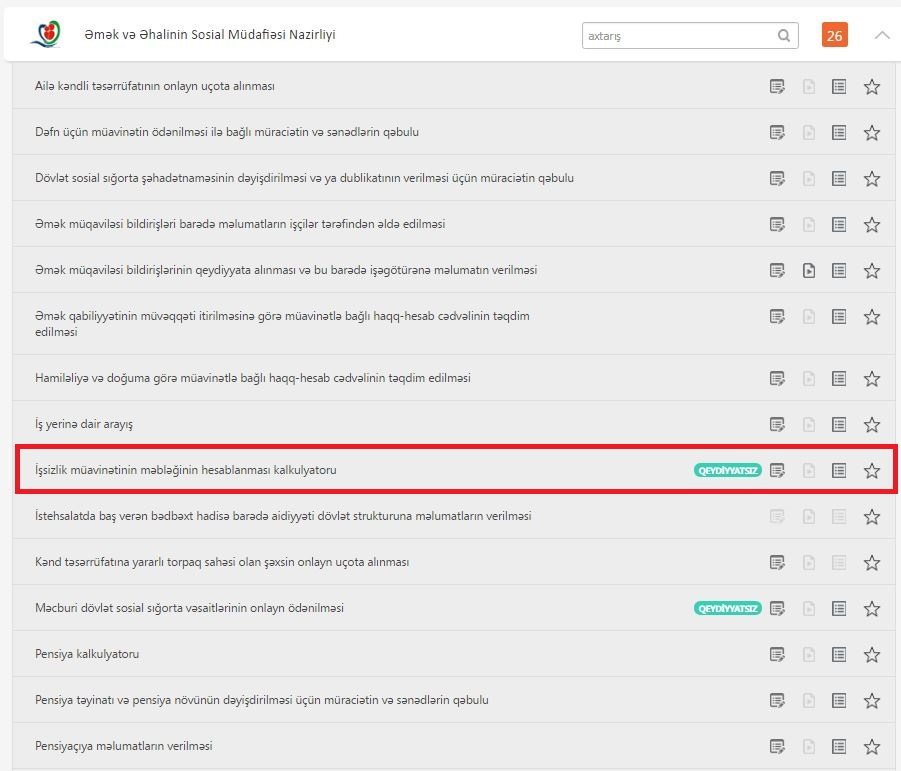 Əmək və Əhalinin Sosial Müdafiəsi Nazirliyi
axtarış
26
Ailə kəndli təsərrüfatının onlayn uçota alınması
Dəfn üçün müavinətin ödənilməsi ilə bağlı müraciətin və sənədlərin qəbulu
Dövlət sosial sığorta şəhadətnaməsinin dəyişdirilməsi və ya dublikatının verilməsi üçün müraciətin qəbulu
Əmək müqaviləsi bildirişləri barədə məlumatların işçilər tərəfindən əldə edilməsi
Əmək müqaviləsi bildirişlərinin qeydiyyata alınması və bu barədə işəgötürənə məlumatın verilməsi
Əmək qabiliyyətinin müvəqqəti itirilməsinə görə müavinətlə bağlı haqq-hesab cədvəlinin təqdim
edilməsi
Hamiləliyə və doğuma görə müavinətlə bağlı haqq-hesab cədvəlinin təqdim edilməsi
İş yerinə dair arayış
İşsizlik müavinətinin məbləğinin hesablanması kalkulyatoru
QEYDİYYATSIZ
İstehsalatda baş verən bədbəxt hadisə barədə aidiyyəti dövlət strukturuna məlumatların verilməsi
Kənd təsərrüfatına yararlı torpaq sahəsi olan şəxsin onlayn uçota alınması
Məcburi dövlət sosial sığorta vəsaitlərinin onlayn ödənilməsi
QEYDİYYATSIZ
Pensiya kalkulyatoru
Pensiya təyinatı və pensiya növünün dəyişdirilməsi üçün müraciətin və sənədlərin qəbulu
Pensiyaçıya məlumatların verilməsi